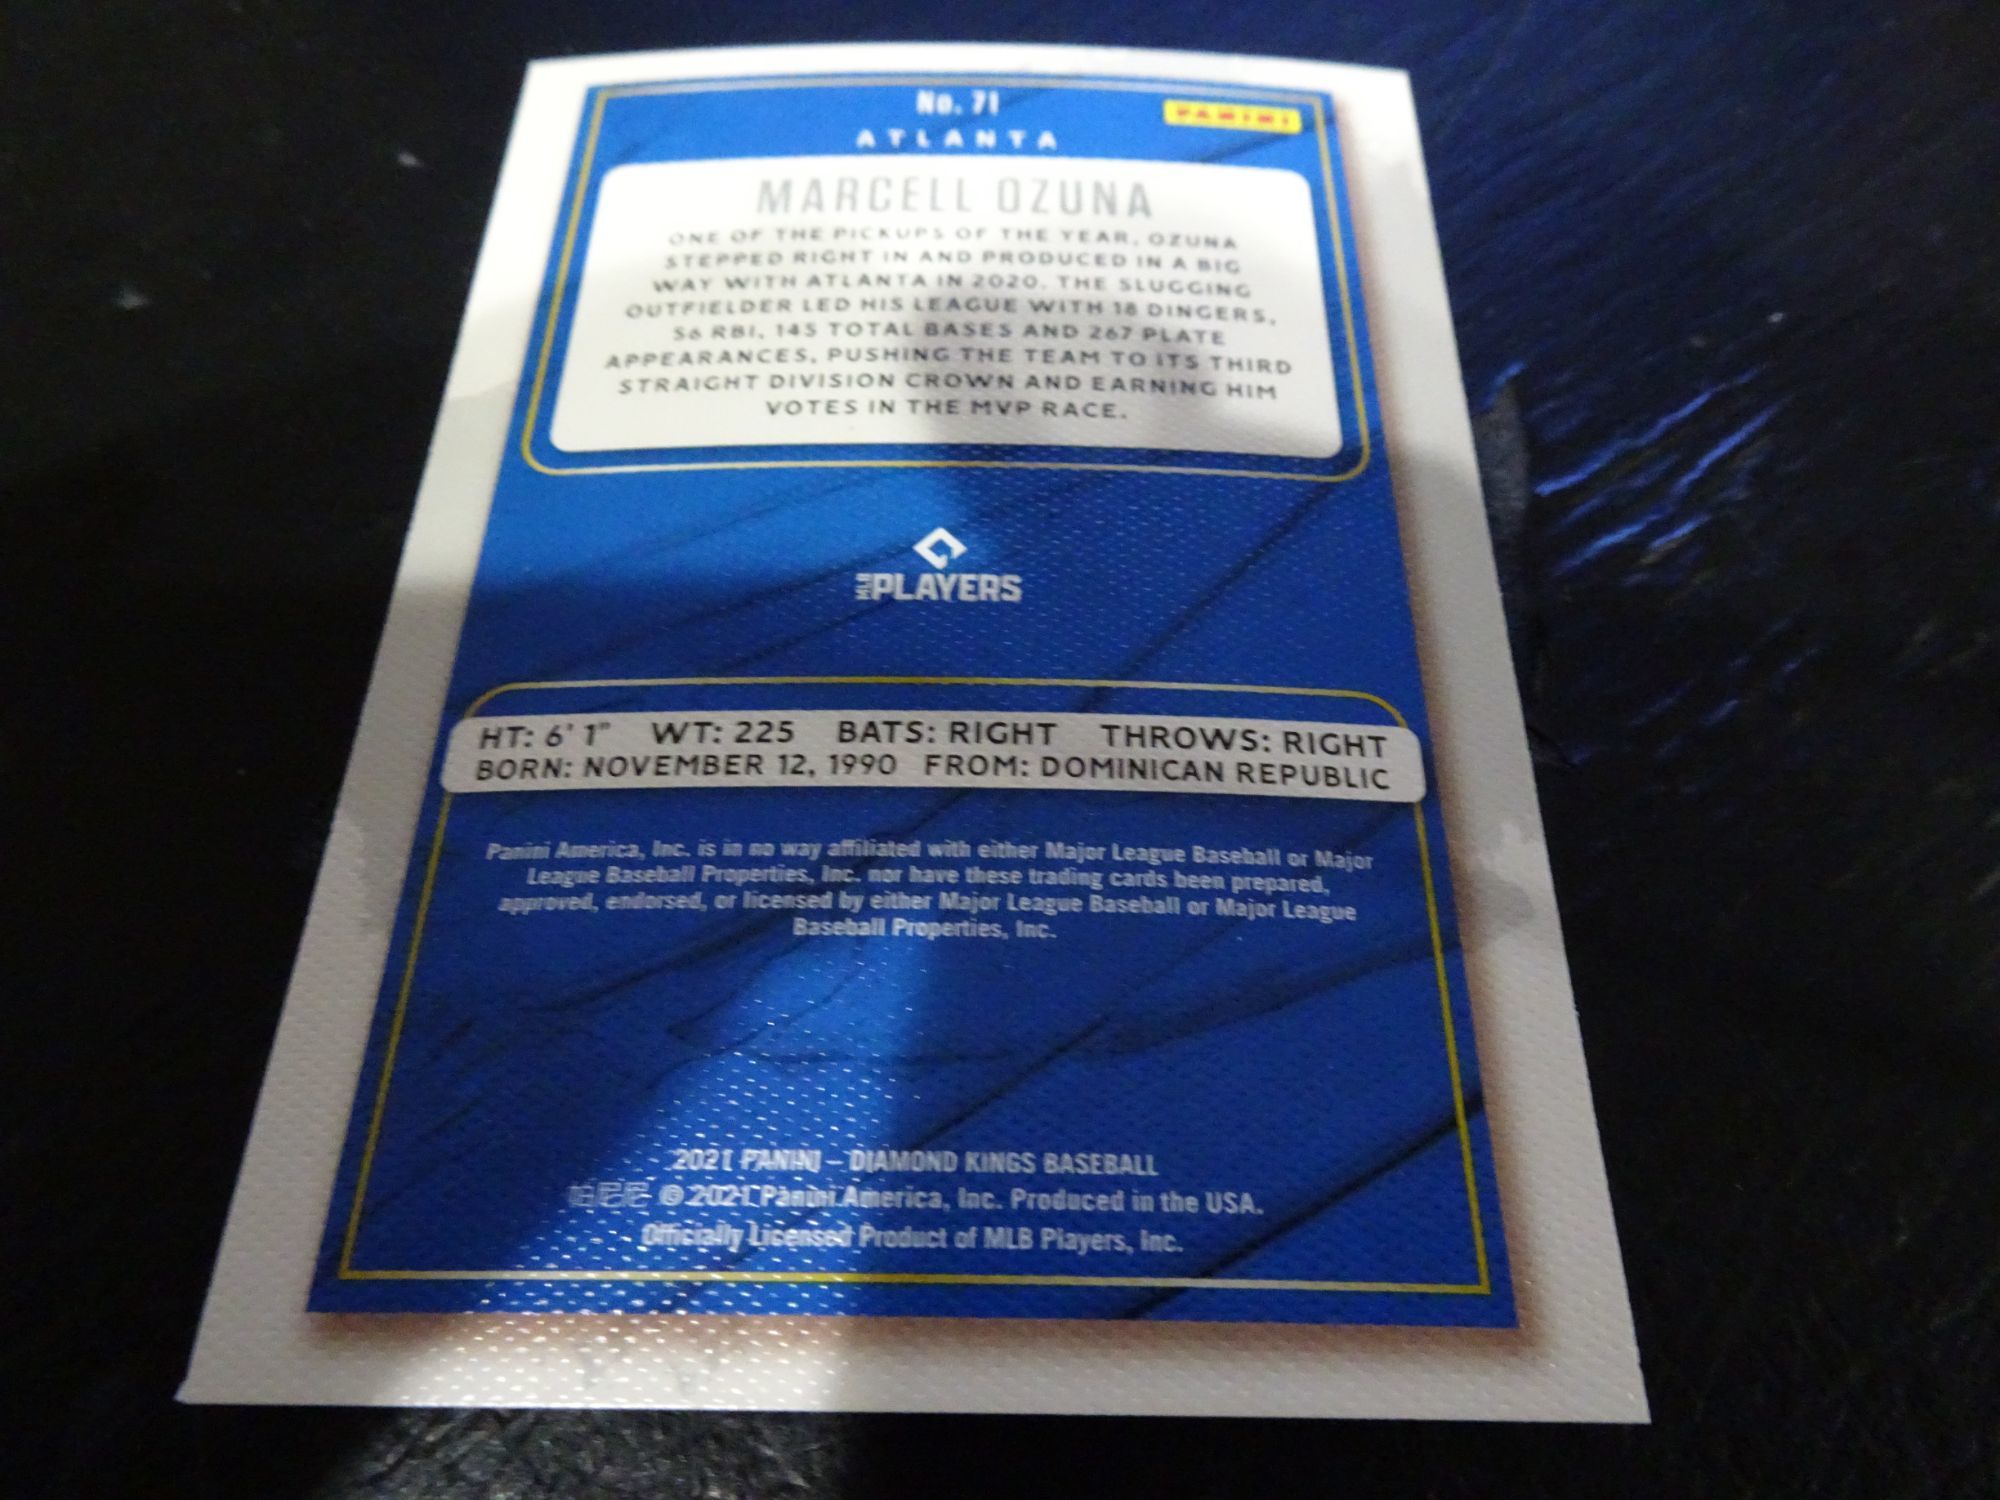 No. 71
PANINI
ATLANTA
MARCELL OZUNA
ONE OF THE PICKUPS OF THE YEAR, OZUNA
STEPPED RIGHT IN AND PRODUCED IN A BIG
WAY WITH ATLANTA IN 2020. THE SLUGGING
OUTFIELDER LED HIS LEAGUE WITH 18 DINGERS,
56 RBI, 145 TOTAL BASES AND 267 PLATE
APPEARANCES, PUSHING THE TEAM TO ITS THIRD
STRAIGHT DIVISION CROWN AND EARNING HIM
VOTES IN THE MVP RACE.
MLB PLAYERS
HT: 6' 1" WT: 225 BATS: RIGHT THROWS: RIGHT
BORN: NOVEMBER 12, 1990 FROM: DOMINICAN REPUBLIC
Panini America, Inc. is in no way affiliated with either Major League Baseball or Major
League Baseball Properties, Inc. nor have these trading cards been prepared,
approved, endorsed, or licensed by either Major League Baseball or Major League
Baseball Properties, Inc.
2021 PANINI – DIAMOND KINGS BASEBALL
© 2021 Panini America, Inc. Produced in the USA.
Officially Licensed Product of MLB Players, Inc.